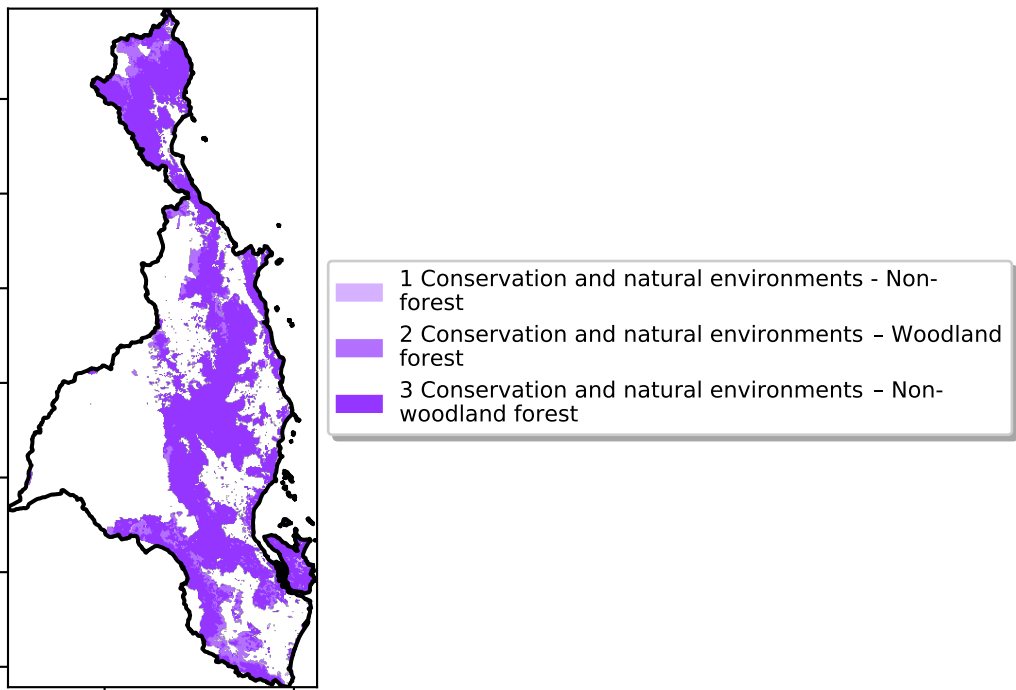 1 Conservation and natural environments - Non-
forest
2 Conservation and natural environments – Woodland
forest
3 Conservation and natural environments – Non-
woodland forest